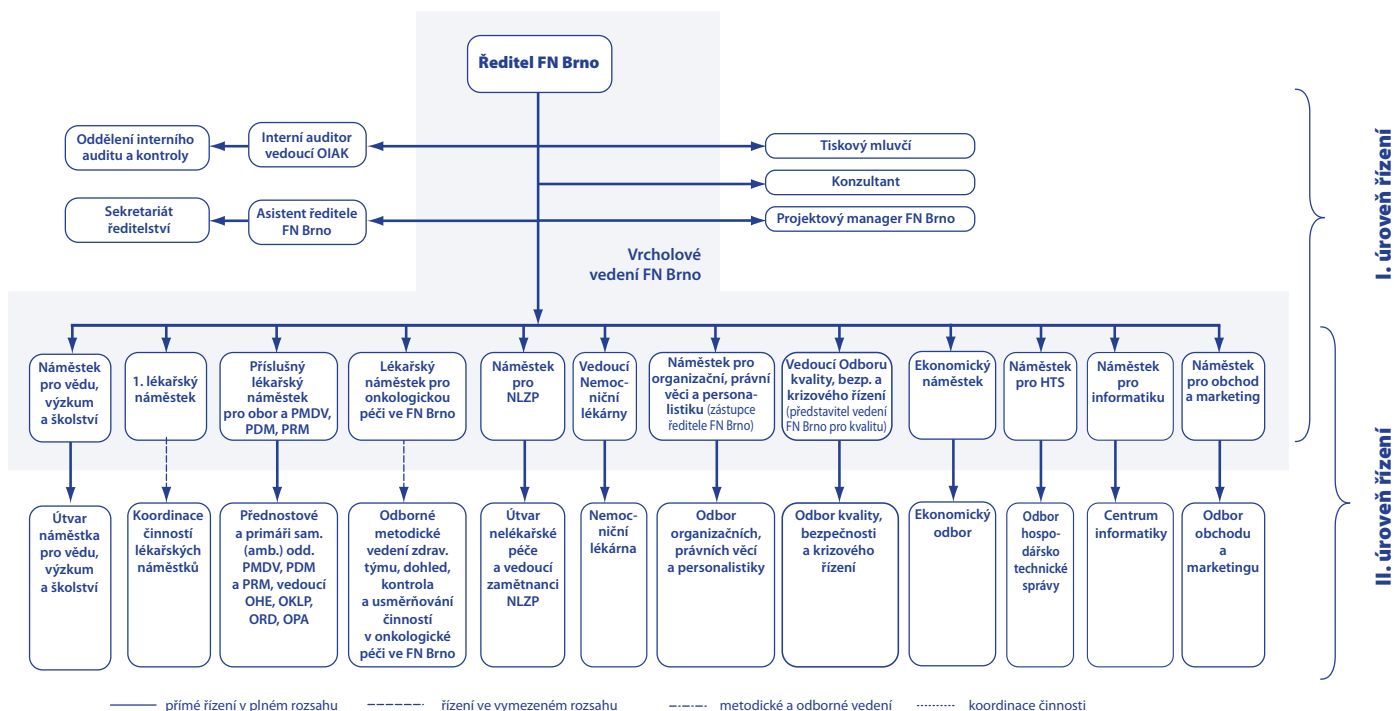 Ředitel FN Brno
Oddělení interního
auditu a kontroly
Interní auditor
vedoucí OIAK
Tiskový mluvčí
Konzultant
Sekretariát
ředitelství
Asistent ředitele
FN Brno
Projektový manager FN Brno
Vrcholové
vedení FN Brno
I. úroveň řízení
Náměstek
pro vědu,
výzkum
a školství
1. lékařský
náměstek
Příslušný
lékařský
náměstek
pro obor a PMDV,
PDM, PRM
Lékařský
náměstek pro
onkologickou
péči ve FN Brno
Náměstek
pro
NLZP
Vedoucí
Nemoc-
niční
lékárny
Náměstek pro
organizační, právní
věci a persona-
listiku (zástupce
ředitele FN Brno)
Vedoucí Odboru
kvality, bezp. a
krizového řízení
(představitel vedení
FN Brno pro kvalitu)
Ekonomický
náměstek
Náměstek
pro HTS
Náměstek
pro
informatiku
Náměstek
pro obchod
a marketing
Útvar
náměstka
pro vědu,
výzkum
a školství
Koordinace
činností
lékařských
náměstků
Přednostové
a primáři sam.
(amb.) odd.
PMDV, PDM
a PRM, vedoucí
OHE, OKLP,
ORD, OPA
Odborné
metodické
vedení zdrav.
týmu, dohled,
kontrola
a usměrňování
činností
v onkologické
péči ve FN Brno
Útvar
nelékařské
péče
a vedoucí
zamětnanci
NLZP
Nemoc-
niční
lékárna
Odbor
organizačních,
právních věcí
a personalistiky
Odbor kvality,
bezpečnosti
a krizového
řízení
Ekonomický
odbor
Odbor
hospo-
dářsko
technické
správy
Centrum
informatiky
Odbor
obchodu
a
marketingu
II. úroveň řízení
přímé řízení v plném rozsahu
řízení ve vymezeném rozsahu
metodické a odborné vedení
koordinace činnosti